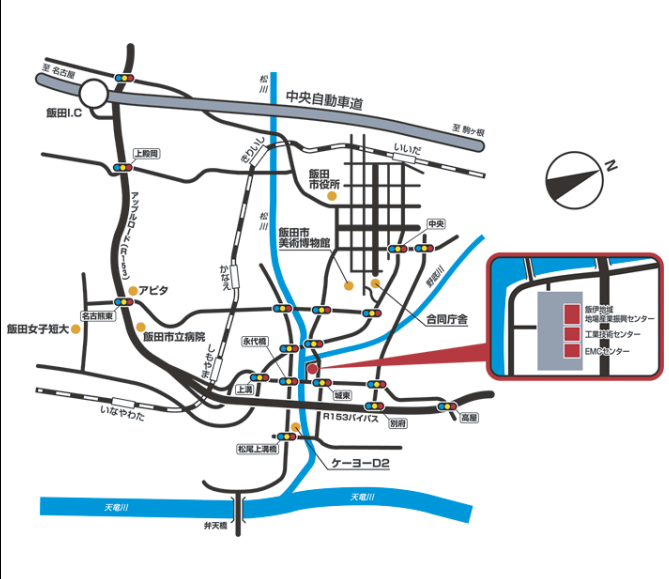 至 名古屋
飯田I.C
中央自動車道
至 駒ヶ根
松川
上殿岡
きりいし
いいだ
N
飯田
市役所
アップルロード(R153)
松川
飯田市
美術博物館
中央
かなえ
野底川
アピタ
名古熊東
飯田女子短大
飯田市立病院
合同庁舎
永代橋
しもやま
上溝
城東
いなやわた
R153バイパス
別府
高屋
松尾上溝橋
ケーヨーD2
天竜川
天竜川
弁天橋
飯伊地域
地場産業振興センター
工業技術センター
EMCセンター